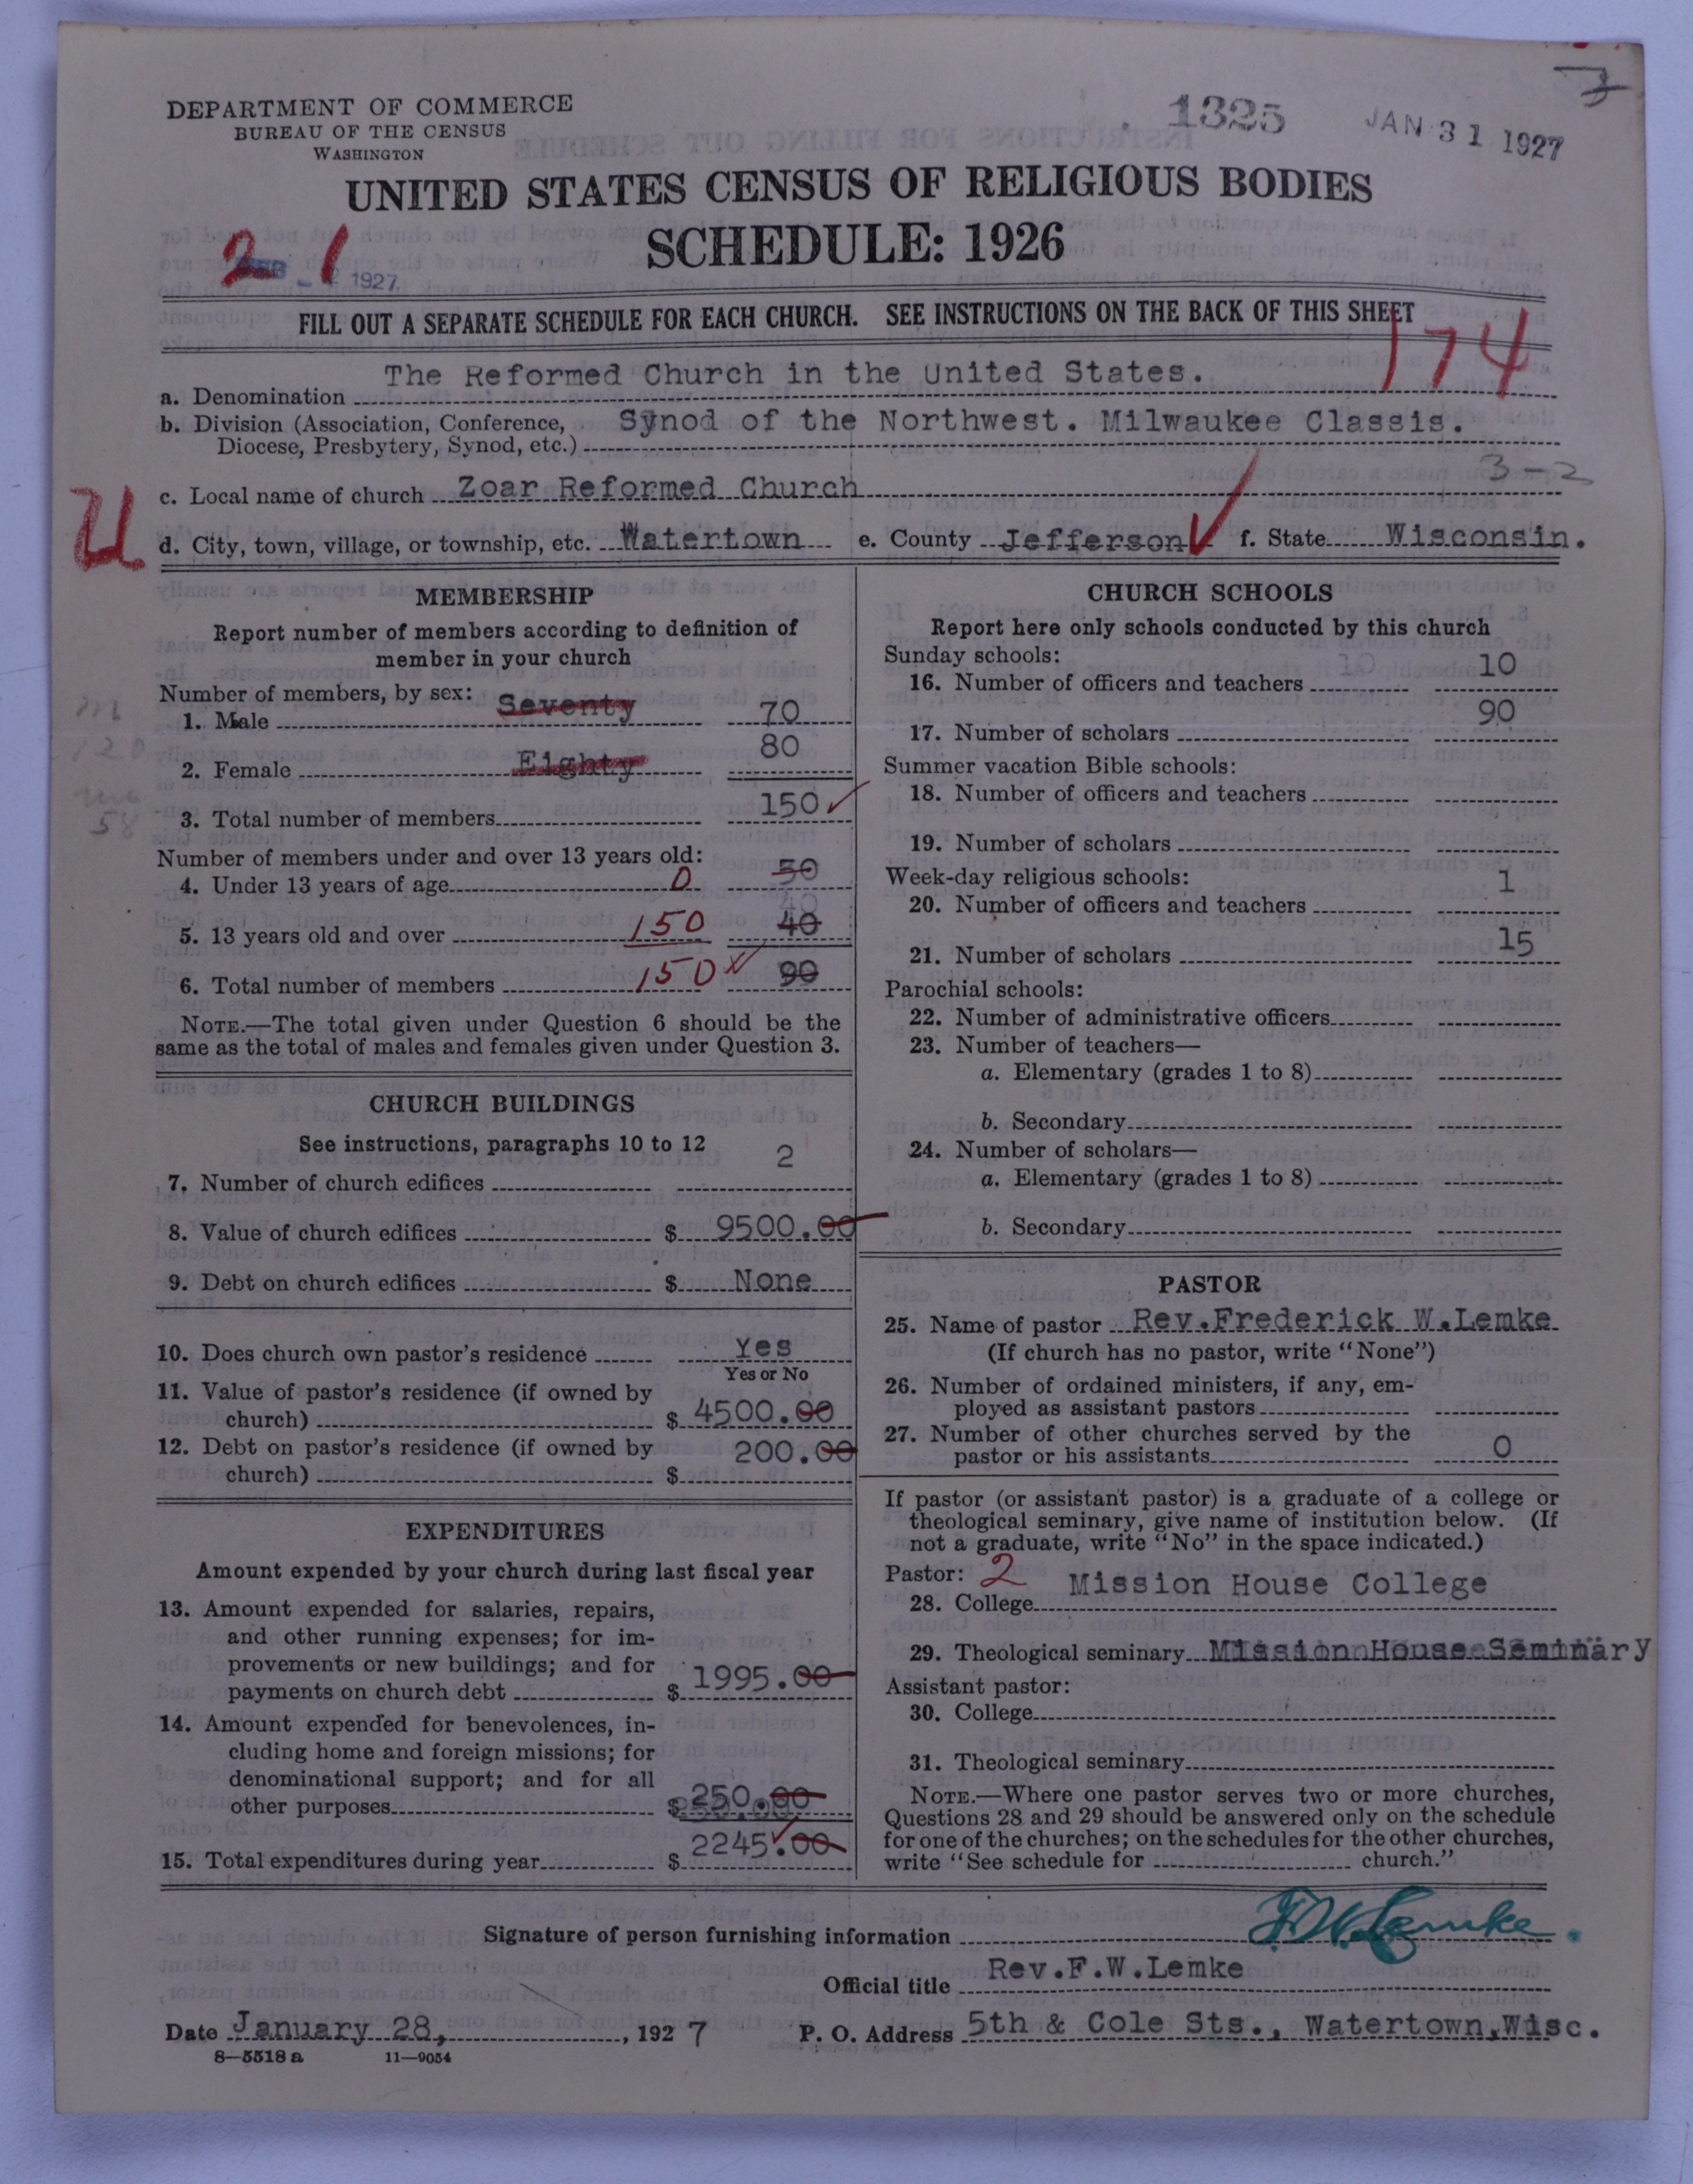 DEPARTMENT OF COMMERCE
BUREAU OF THE CENSUS
WASHINGTON
1325
JAN 31 1927
UNITED STATES CENSUS OF RELIGIOUS BODIES
SCHEDULE: 1926
2 1
1927
FILL OUT A SEPARATE SCHEDULE FOR EACH CHURCH. SEE INSTRUCTIONS ON THE BACK OF THIS SHEET
174
a. Denomination The Reformed Church in the United States.
b. Division (Association, Conference, Diocese, Presbytery, Synod, etc.) Synod of the Northwest. Milwaukee Classis.
3-2
c. Local name of church Zoar Reformed Church
d. City, town, village, or township, etc. Watertown e. County Jefferson f. State Wisconsin.
MEMBERSHIP
Report number of members according to definition of
member in your church
Number of members, by sex:
1. Male Seventy 70
2. Female Eighty 80
3. Total number of members 150
Number of members under and over 13 years old:
4. Under 13 years of age 0 50
5. 13 years old and over 150 40
6. Total number of members 150 90
NOTE.—The total given under Question 6 should be the
same as the total of males and females given under Question 3.
CHURCH BUILDINGS
See instructions, paragraphs 10 to 12
7. Number of church edifices 2
8. Value of church edifices $ 9500.00
9. Debt on church edifices $ None
10. Does church own pastor's residence Yes
Yes or No
11. Value of pastor's residence (if owned by
church) $ 4500.00
12. Debt on pastor's residence (if owned by
church) $ 200.00
EXPENDITURES
Amount expended by your church during last fiscal year
13. Amount expended for salaries, repairs,
and other running expenses; for im-
provements or new buildings; and for
payments on church debt $ 1995.00
14. Amount expended for benevolences, in-
cluding home and foreign missions; for
denominational support; and for all
other purposes $ 250.00
15. Total expenditures during year $ 2245.00
CHURCH SCHOOLS
Report here only schools conducted by this church
Sunday schools:
16. Number of officers and teachers 10
17. Number of scholars 90
Summer vacation Bible schools:
18. Number of officers and teachers
19. Number of scholars
Week-day religious schools:
20. Number of officers and teachers 1
21. Number of scholars 15
Parochial schools:
22. Number of administrative officers
23. Number of teachers—
a. Elementary (grades 1 to 8)
b. Secondary
24. Number of scholars—
a. Elementary (grades 1 to 8)
b. Secondary
PASTOR
25. Name of pastor Rev.Frederick W.Lemke
(If church has no pastor, write "None")
26. Number of ordained ministers, if any, em-
ployed as assistant pastors
27. Number of other churches served by the
pastor or his assistants 0
If pastor (or assistant pastor) is a graduate of a college or
theological seminary, give name of institution below. (If
not a graduate, write "No" in the space indicated.)
Pastor: 2
28. College Mission House College
29. Theological seminary Mission House Seminary
Assistant pastor:
30. College
31. Theological seminary
NOTE.—Where one pastor serves two or more churches,
Questions 28 and 29 should be answered only on the schedule
for one of the churches; on the schedules for the other churches,
write "See schedule for church."
Signature of person furnishing information F.W.Lemke.
Official title Rev.F.W.Lemke
Date January 28, , 1927 P. O. Address 5th & Cole Sts., Watertown,Wisc.
8—5518 a 11—9054